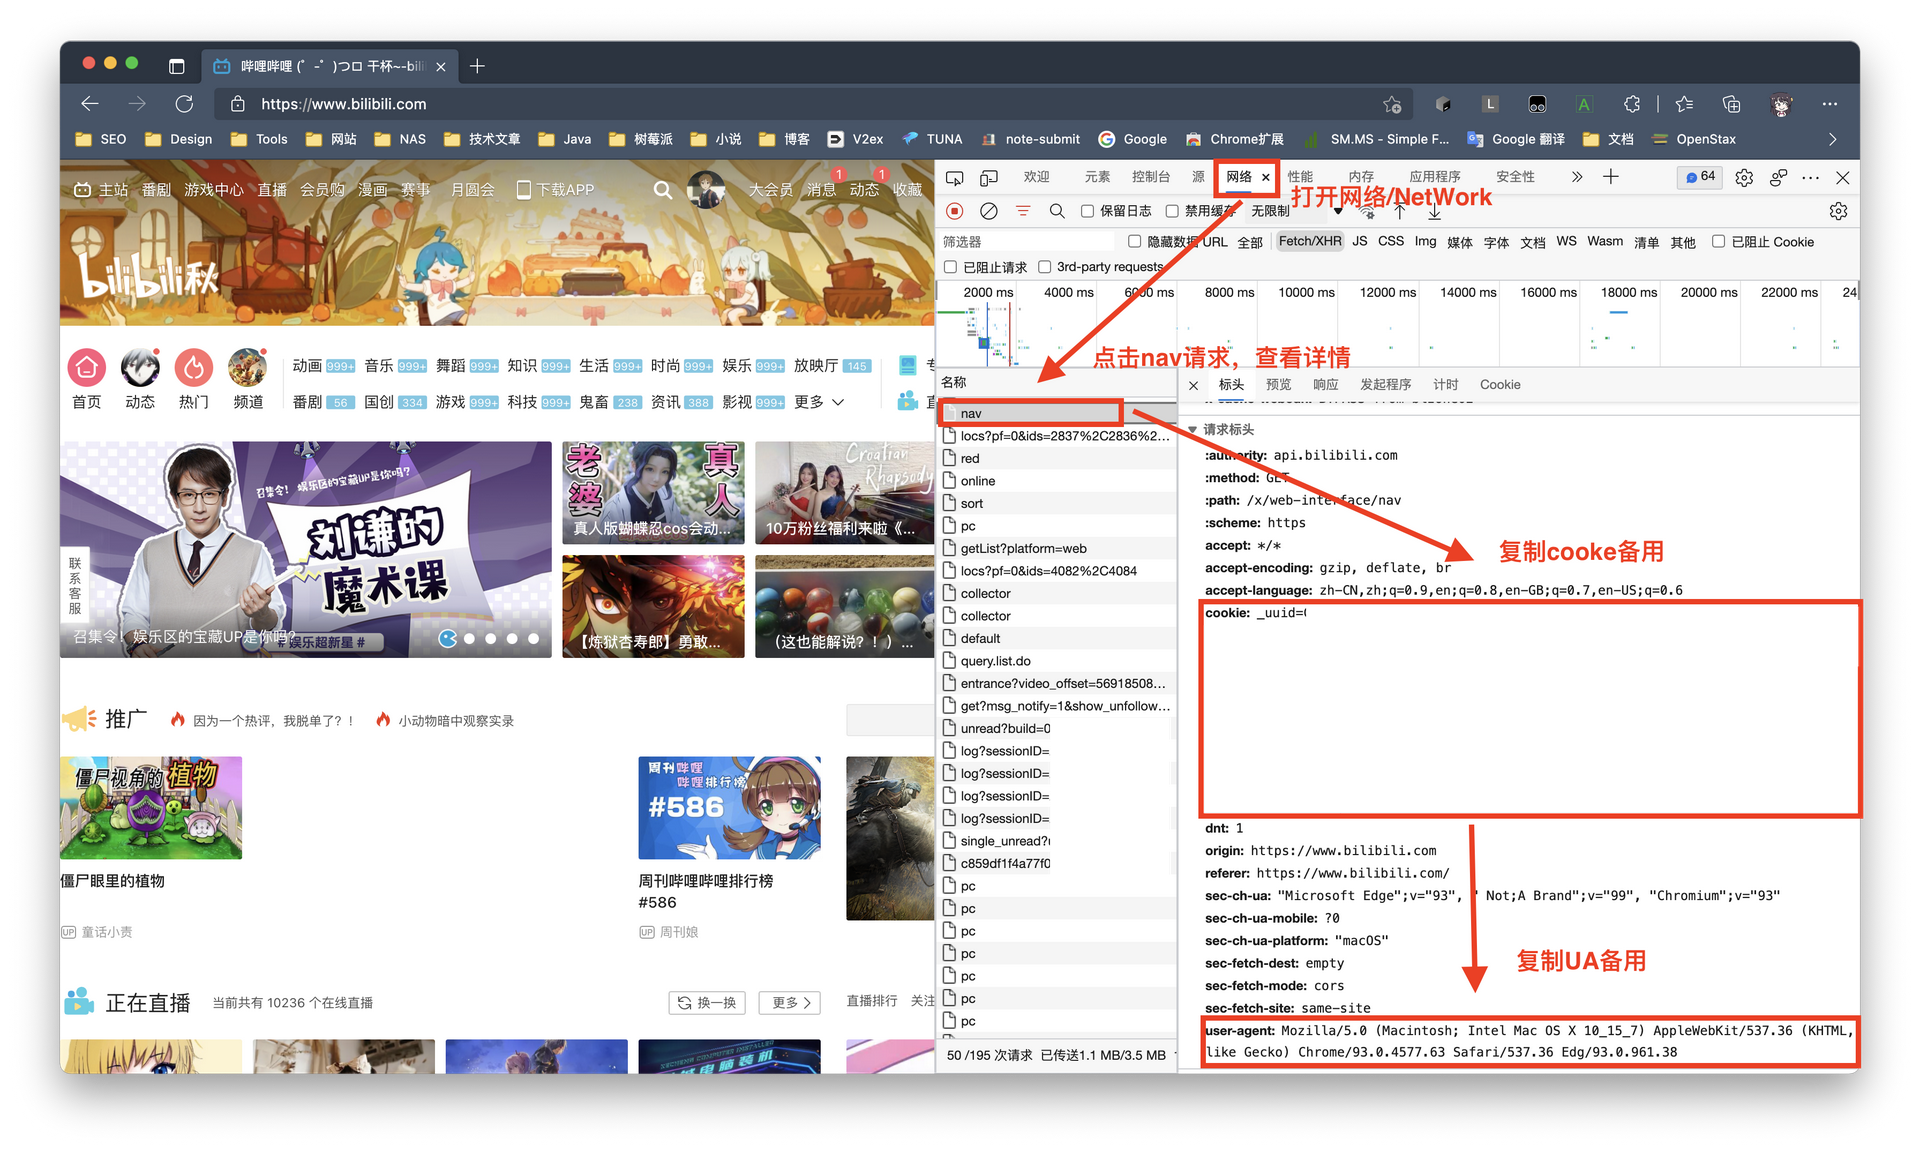 哔哩哔哩 (゜-゜)つロ 干杯~-bili
https://www.bilibili.com
SEO Design Tools 网站 NAS 技术文章 Java 树莓派 小说 博客 V2ex TUNA note-submit Google Chrome扩展 SM.MS - Simple F... Google 翻译 文档 OpenStax
主站 番剧 游戏中心 直播 会员购 漫画 赛事 月圆会 下载APP 大会员 消息 1 动态 1 收藏
bilibili秋
首页 动态 热门 频道
动画 999+ 音乐 999+ 舞蹈 999+ 知识 999+ 生活 999+ 时尚 999+ 娱乐 999+ 放映厅 145
番剧 56 国创 334 游戏 999+ 科技 999+ 鬼畜 238 资讯 388 影视 999+ 更多
召集令! 娱乐区的宝藏UP是你吗?
刘谦的
魔术课
#娱乐超新星#
联系客服
召集令! 娱乐区的宝藏UP是你吗?
老婆 真人
真人版蝴蝶忍cos会动...
Croatian
Rhapsody
10万粉丝福利来啦《...
【炼狱杏寿郎】勇敢...
（这也能解说？！）...
推广 因为一个热评，我脱单了？！ 小动物暗中观察实录
僵尸视角的植物
僵尸眼里的植物
UP 童话小责
周刊哔哩
哔哩排行榜
#586
周刊哔哩哔哩排行榜
#586
UP 周刊娘
正在直播 当前共有 10236 个在线直播 换一换 更多 直播排行 关注
欢迎 元素 控制台 源 网络 性能 内存 应用程序 安全性 64
打开网络/NetWork
保留日志 禁用缓存 无限制
筛选器 隐藏数据 URL 全部 Fetch/XHR JS CSS Img 媒体 字体 文档 WS Wasm 清单 其他 已阻止 Cookie
已阻止请求 3rd-party requests
2000 ms 4000 ms 6000 ms 8000 ms 10000 ms 12000 ms 14000 ms 16000 ms 18000 ms 20000 ms 22000 ms 24
点击nav请求，查看详情
名称
nav
locs?pf=0&ids=2837%2C2836%2...
red
online
sort
pc
getList?platform=web
locs?pf=0&ids=4082%2C4084
collector
collector
default
query.list.do
entrance?video_offset=56918508...
get?msg_notify=1&show_unfollow...
unread?build=0
log?sessionID=
log?sessionID=
log?sessionID=
log?sessionID=
single_unread?
c859df1f4a77f0
pc
pc
pc
pc
pc
pc
pc
50 /195 次请求 已传送1.1 MB/3.5 MB
标头 预览 响应 发起程序 计时 Cookie
请求标头
:authority: api.bilibili.com
:method: GET
:path: /x/web-interface/nav
:scheme: https
accept: */*
accept-encoding: gzip, deflate, br
accept-language: zh-CN,zh;q=0.9,en;q=0.8,en-GB;q=0.7,en-US;q=0.6
复制cooke备用
cookie: _uuid=
dnt: 1
origin: https://www.bilibili.com
referer: https://www.bilibili.com/
sec-ch-ua: "Microsoft Edge";v="93", " Not;A Brand";v="99", "Chromium";v="93"
sec-ch-ua-mobile: ?0
sec-ch-ua-platform: "macOS"
sec-fetch-dest: empty
sec-fetch-mode: cors
sec-fetch-site: same-site
复制UA备用
user-agent: Mozilla/5.0 (Macintosh; Intel Mac OS X 10_15_7) AppleWebKit/537.36 (KHTML,
like Gecko) Chrome/93.0.4577.63 Safari/537.36 Edg/93.0.961.38